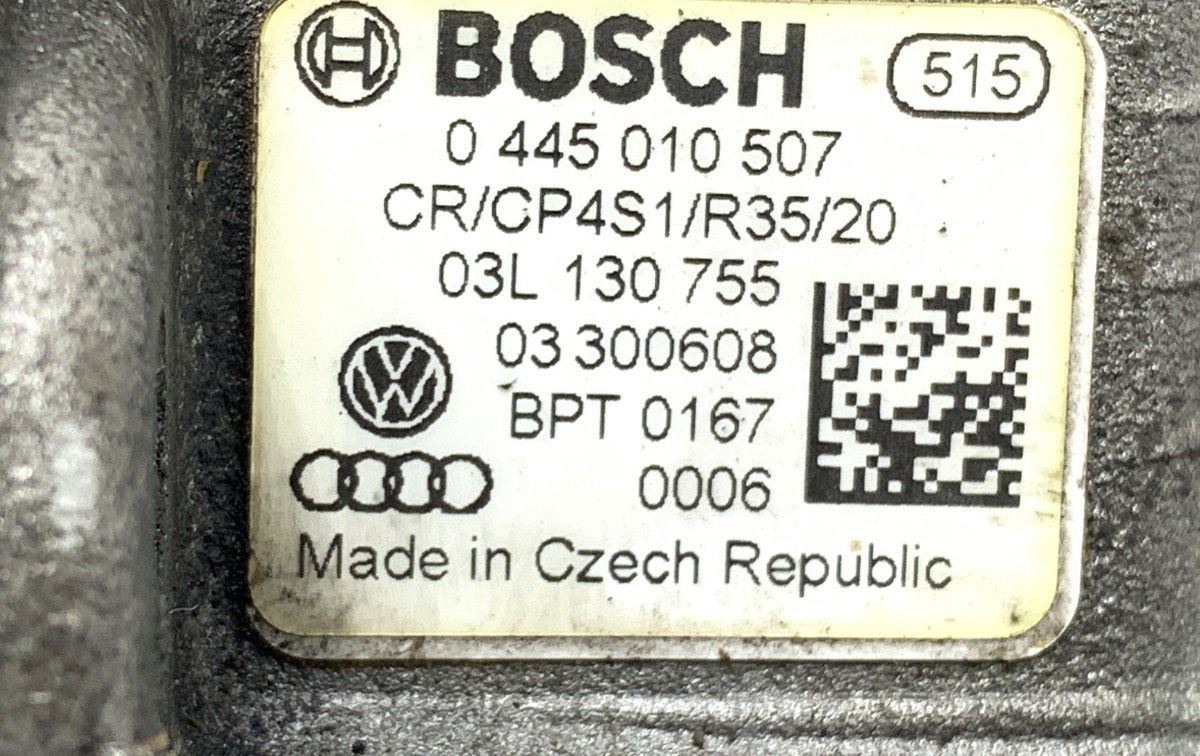 BOSCH 515
0 445 010 507
CR/CP4S1/R35/20
03L 130 755
03 300608
BPT 0167
0006
Made in Czech Republic